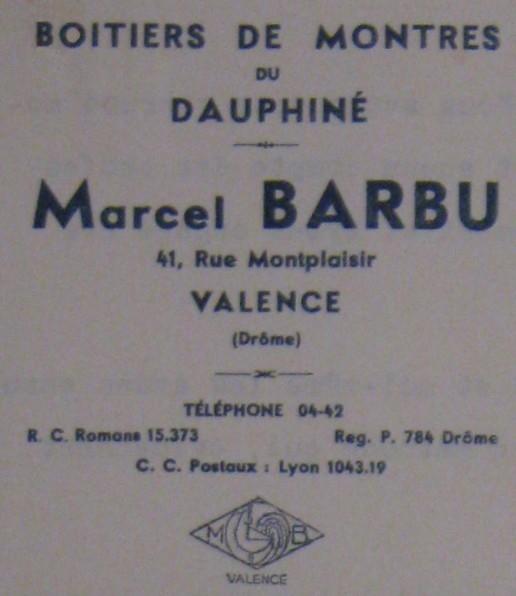 BOITIERS DE MONTRES
DU
DAUPHINÉ
Marcel BARBU
41, Rue Montplaisir
VALENCE
(Drôme)
TÉLÉPHONE 04-42
R. C. Romans 15.373 Reg. P. 784 Drôme
C. C. Postaux : Lyon 1043.19
M B
VALENCE